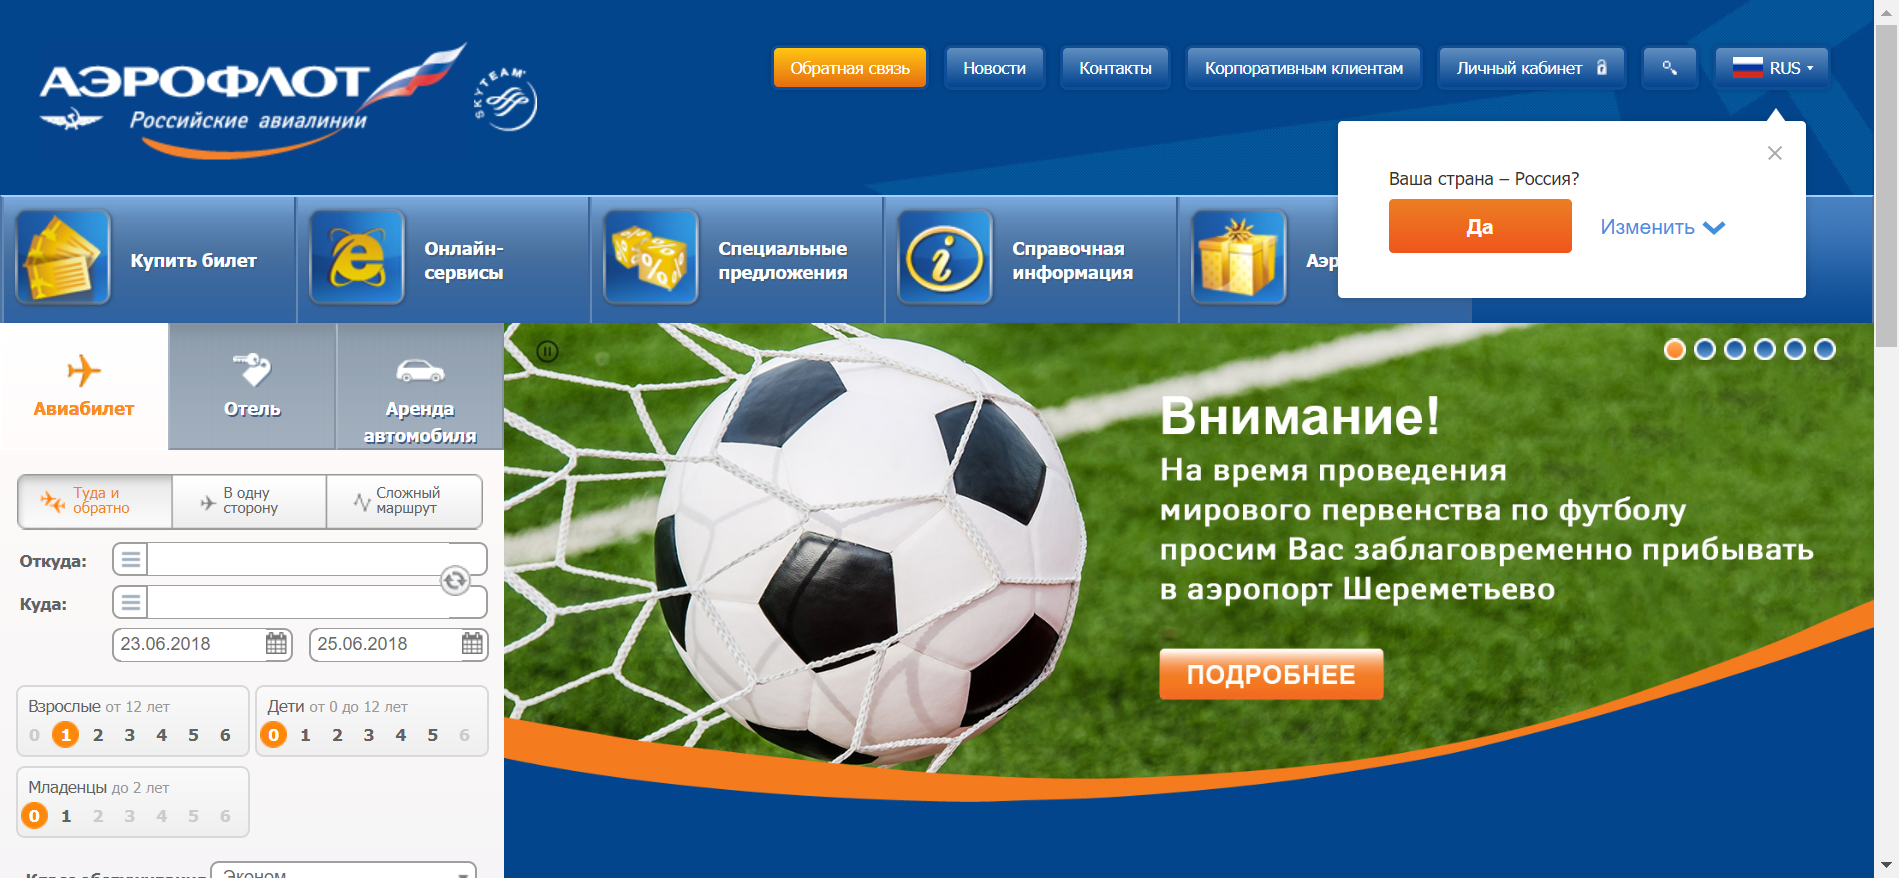 АЭРОФЛОТ
Российские авиалинии
SKYTEAM
Обратная связь
Новости
Контакты
Корпоративным клиентам
Личный кабинет
RUS
Ваша страна – Россия?
Да
Изменить
Купить билет
Онлайн-
сервисы
Специальные
предложения
Справочная
информация
Аэр
Авиабилет
Отель
Аренда
автомобиля
Туда и
обратно
В одну
сторону
Сложный
маршрут
Откуда:
Куда:
23.06.2018
25.06.2018
Взрослые от 12 лет
0 1 2 3 4 5 6
Дети от 0 до 12 лет
0 1 2 3 4 5 6
Младенцы до 2 лет
0 1 2 3 4 5 6
Эконом
Внимание!
На время проведения
мирового первенства по футболу
просим Вас заблаговременно прибывать
в аэропорт Шереметьево
ПОДРОБНЕЕ